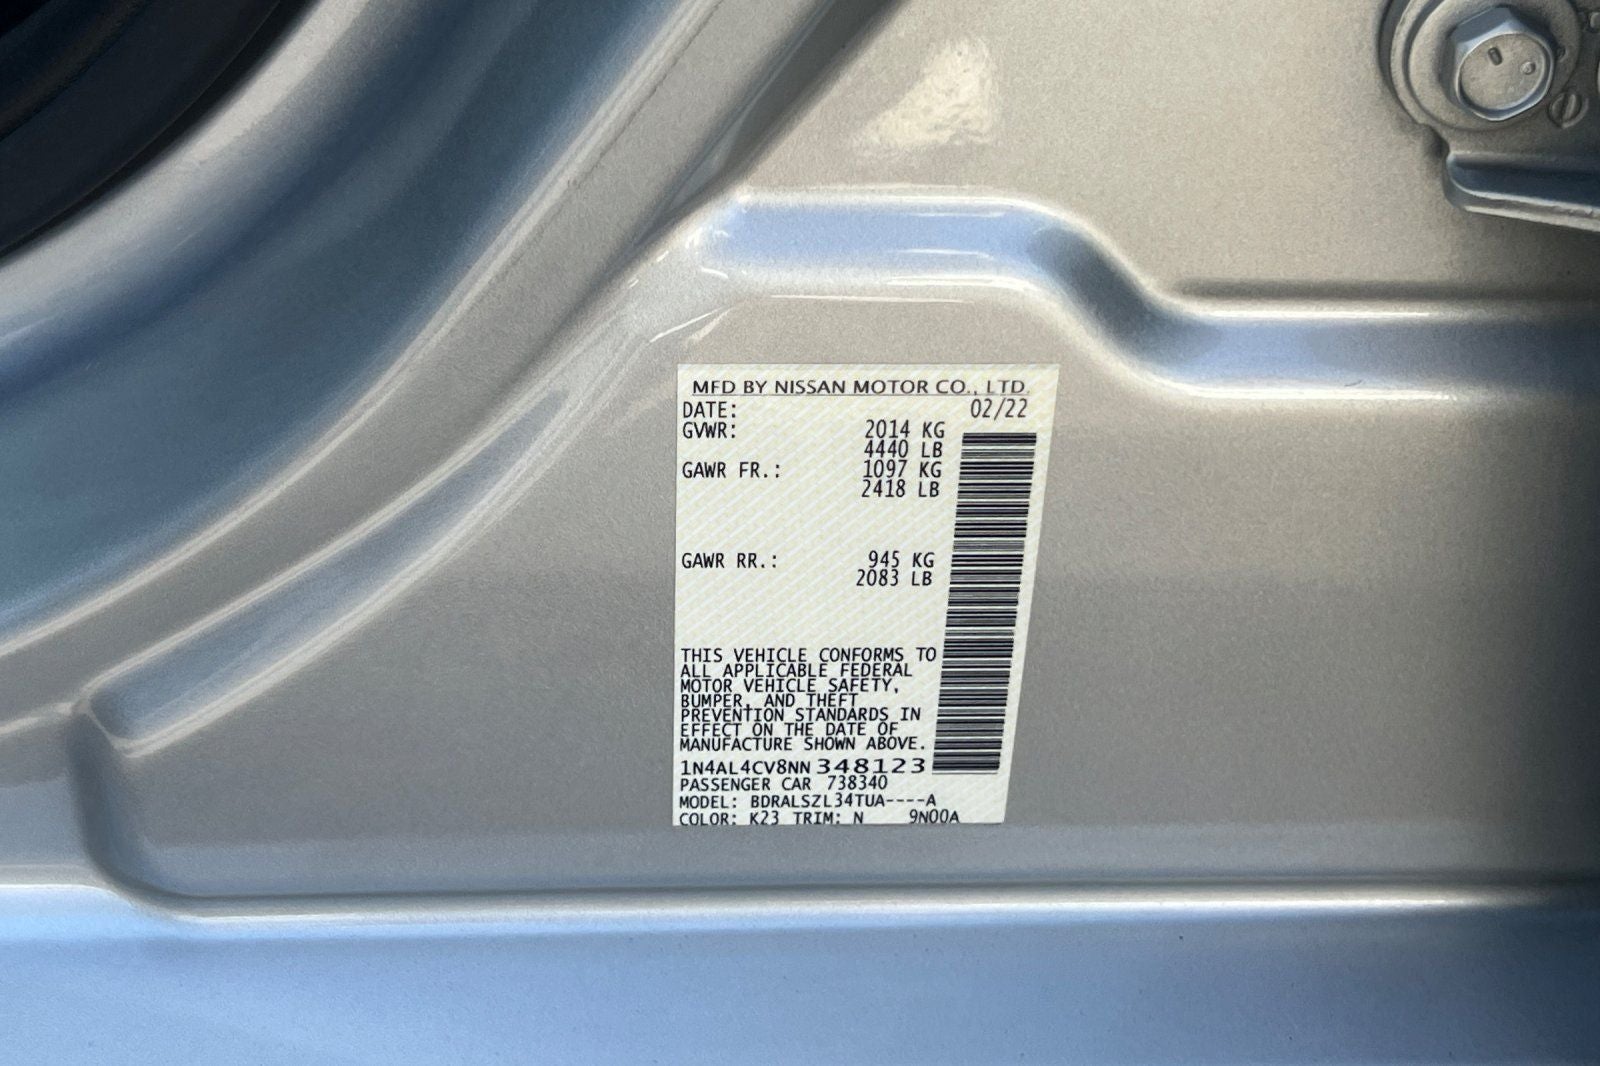 MFD BY NISSAN MOTOR CO., LTD.
DATE: 02/22
GVWR: 2014 KG
4440 LB
GAWR FR.: 1097 KG
2418 LB
GAWR RR.: 945 KG
2083 LB
THIS VEHICLE CONFORMS TO
ALL APPLICABLE FEDERAL
MOTOR VEHICLE SAFETY,
BUMPER, AND THEFT
PREVENTION STANDARDS IN
EFFECT ON THE DATE OF
MANUFACTURE SHOWN ABOVE.
1N4AL4CV8NN348123
PASSENGER CAR 738340
MODEL: BDRALSZL34TUA----A
COLOR: K23 TRIM: N 9N00A